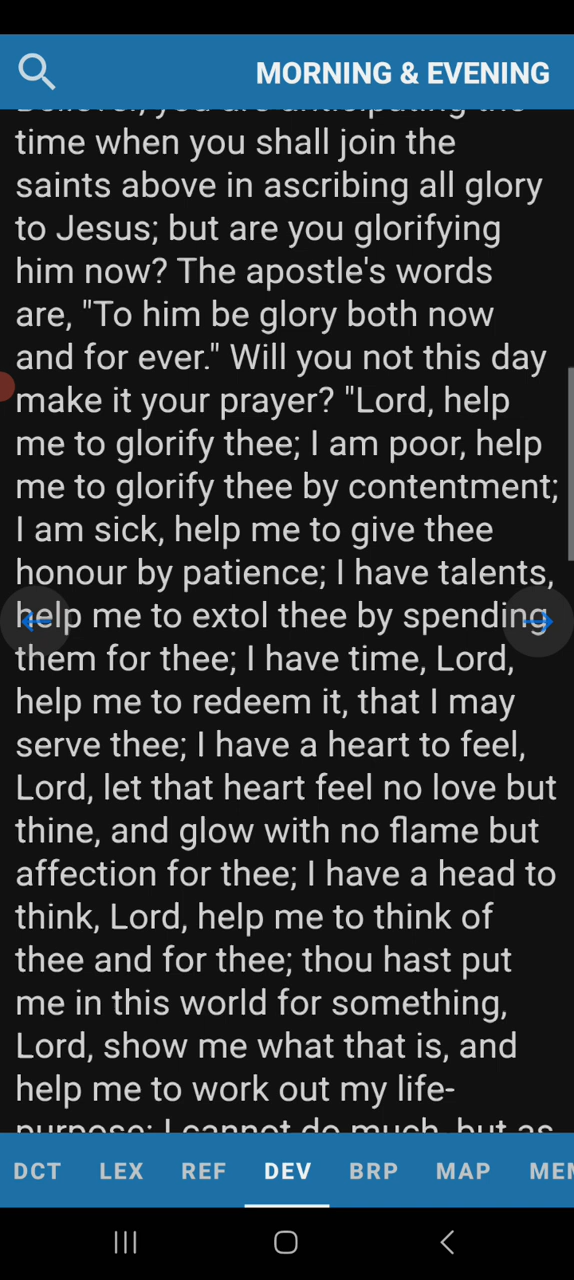 MORNING & EVENING
time when you shall join the
saints above in ascribing all glory
to Jesus; but are you glorifying
him now? The apostle's words
are, "To him be glory both now
and for ever." Will you not this day
make it your prayer? "Lord, help
me to glorify thee; I am poor, help
me to glorify thee by contentment;
I am sick, help me to give thee
honour by patience; I have talents,
help me to extol thee by spending
them for thee; I have time, Lord,
help me to redeem it, that I may
serve thee; I have a heart to feel,
Lord, let that heart feel no love but
thine, and glow with no flame but
affection for thee; I have a head to
think, Lord, help me to think of
thee and for thee; thou hast put
me in this world for something,
Lord, show me what that is, and
help me to work out my life-
purpose: I cannot do much, but as
DCT LEX REF DEV BRP MAP